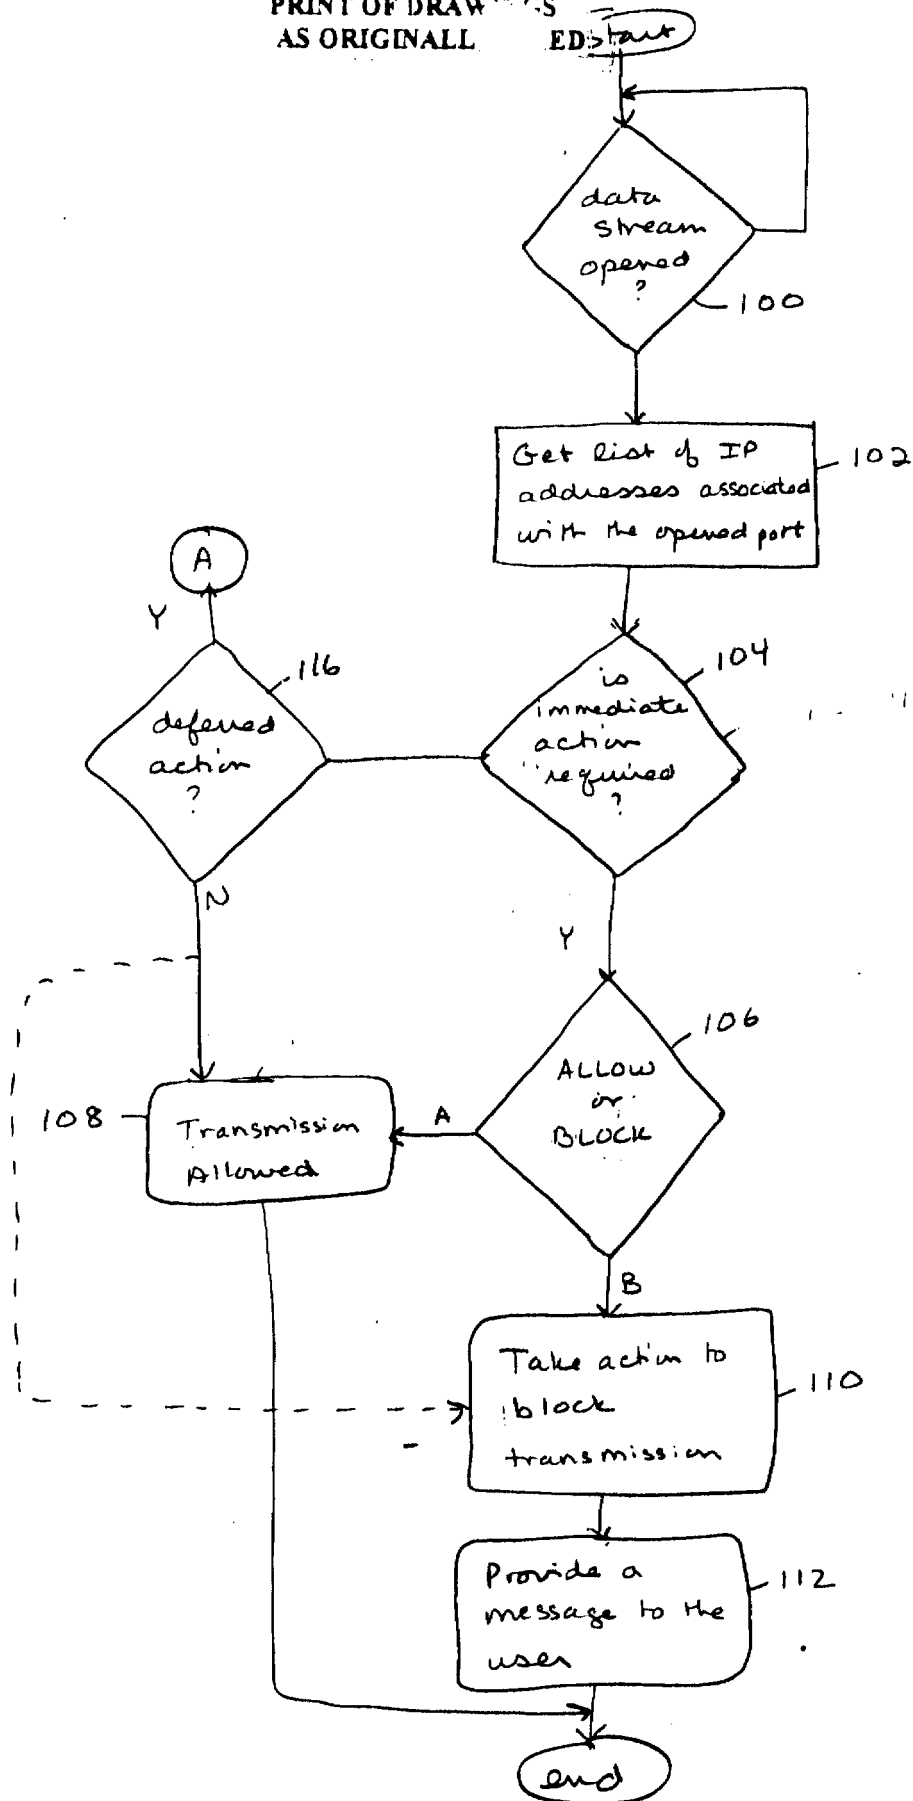 PRINT OF DRAW
AS ORIGINALL ED
start
data
stream
opened
?
100
Get list of IP
addresses associated
with the opened port
102
A
Y
116
deferred
action
?
104
is
immediate
action
required
?
N
Y
106
ALLOW
or
BLOCK
108
Transmission
Allowed
A
B
Take action to
block
transmission
110
Provide a
message to the
user
112
end